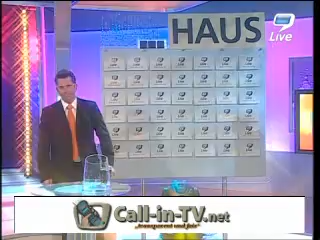 HAUS
9
Live
Call-in-TV.net
„transparent und fair"